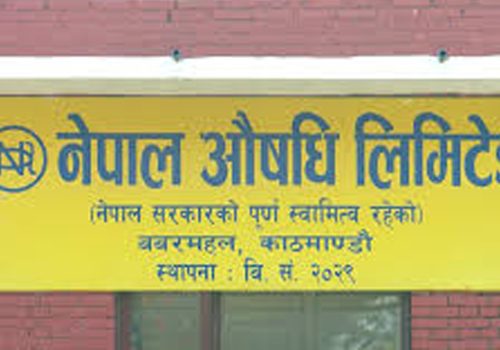 नेपाल औषधि लिमिटेड
(नेपाल सरकारको पूर्ण स्वामित्व रहेको)
बबरमहल, काठमाण्डौ
स्थापना : बि. सं. २०२९